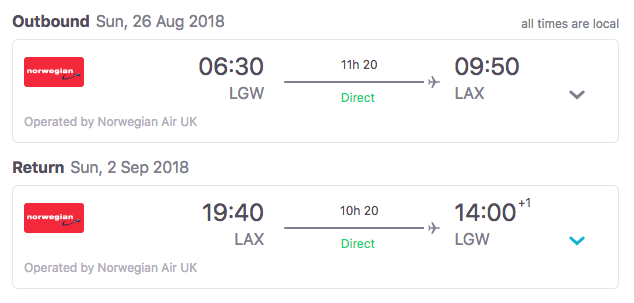 Outbound Sun, 26 Aug 2018 all times are local
norwegian 06:30 11h 20 09:50
LGW Direct LAX
Operated by Norwegian Air UK
Return Sun, 2 Sep 2018
norwegian 19:40 10h 20 14:00+1
LAX Direct LGW
Operated by Norwegian Air UK